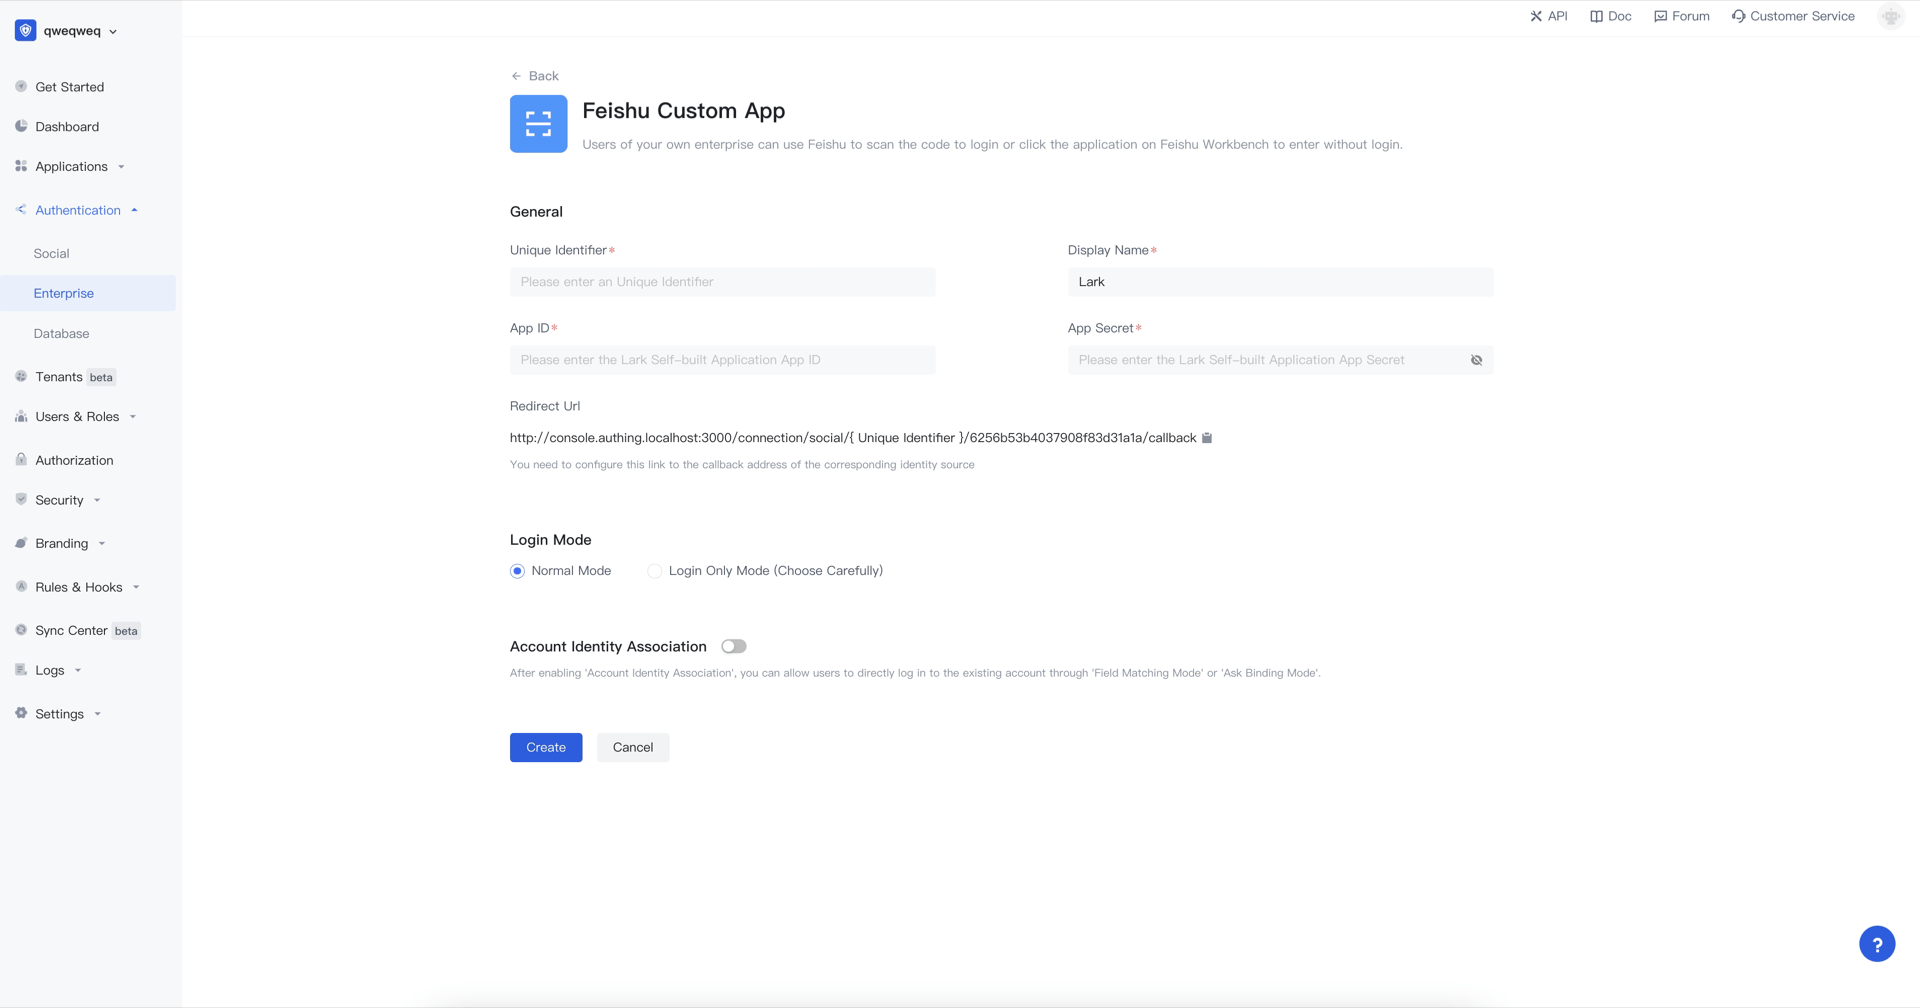 qweqweq
API
Doc
Forum
Customer Service
Get Started
Dashboard
Applications
Authentication
Social
Enterprise
Database
Tenants beta
Users & Roles
Authorization
Security
Branding
Rules & Hooks
Sync Center beta
Logs
Settings
Back
Feishu Custom App
Users of your own enterprise can use Feishu to scan the code to login or click the application on Feishu Workbench to enter without login.
General
Unique Identifier*
Please enter an Unique Identifier
Display Name*
Lark
App ID*
Please enter the Lark Self-built Application App ID
App Secret*
Please enter the Lark Self-built Application App Secret
Redirect Url
http://console.authing.localhost:3000/connection/social/{ Unique Identifier }/6256b53b4037908f83d31a1a/callback
You need to configure this link to the callback address of the corresponding identity source
Login Mode
Normal Mode
Login Only Mode (Choose Carefully)
Account Identity Association
After enabling 'Account Identity Association', you can allow users to directly log in to the existing account through 'Field Matching Mode' or 'Ask Binding Mode'.
Create
Cancel
?